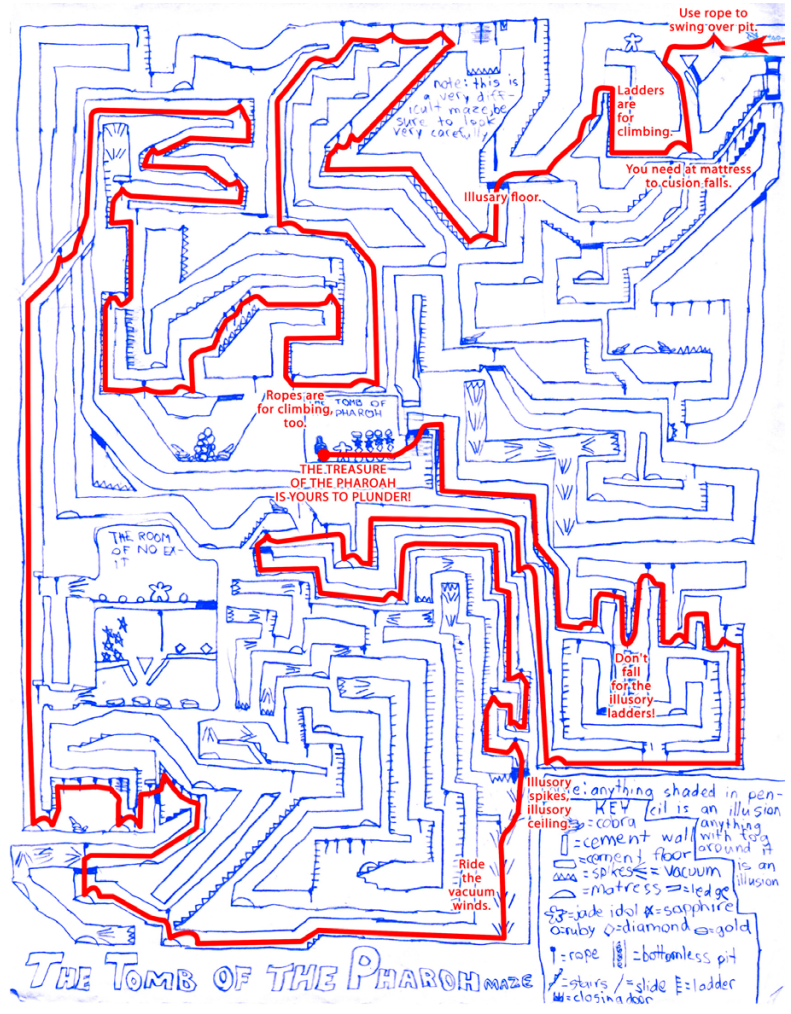 Use rope to
swing over pit.
note: this is
a very diff-
icult maze, be
sure to look
very carefully
Ladders
are
for
climbing.
You need at mattress
to cusion falls.
Illusary floor.
Ropes are
for climbing,
too.
TOMB OF
PHAROH
THE TREASURE
OF THE PHAROAH
IS YOURS TO PLUNDER!
THE ROOM
OF NO EX-
IT
Don't
fall
for the
illusory
ladders!
Illusory
spikes,
illusory
ceiling.
Ride
the
vacuum
winds.
anything shaded in pen-
cil is an illusion
KEY
anything
with fog
around it
is an
illusion
=cobra
=cement wall
=cement floor
=spikes = vacuum
=matress =ledge
=jade idol =sapphire
=ruby =diamond =gold
=rope =bottomless pit
=stairs =slide =ladder
=closing door
THE TOMB OF THE PHAROH MAZE